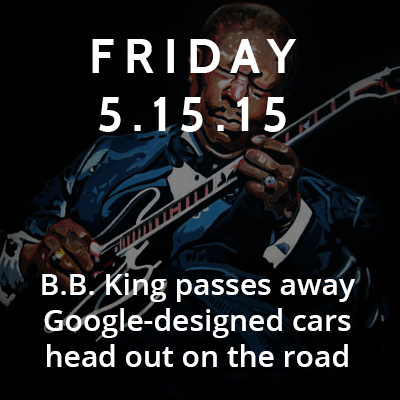 FRIDAY
5.15.15
B.B. King passes away
Google-designed cars
head out on the road